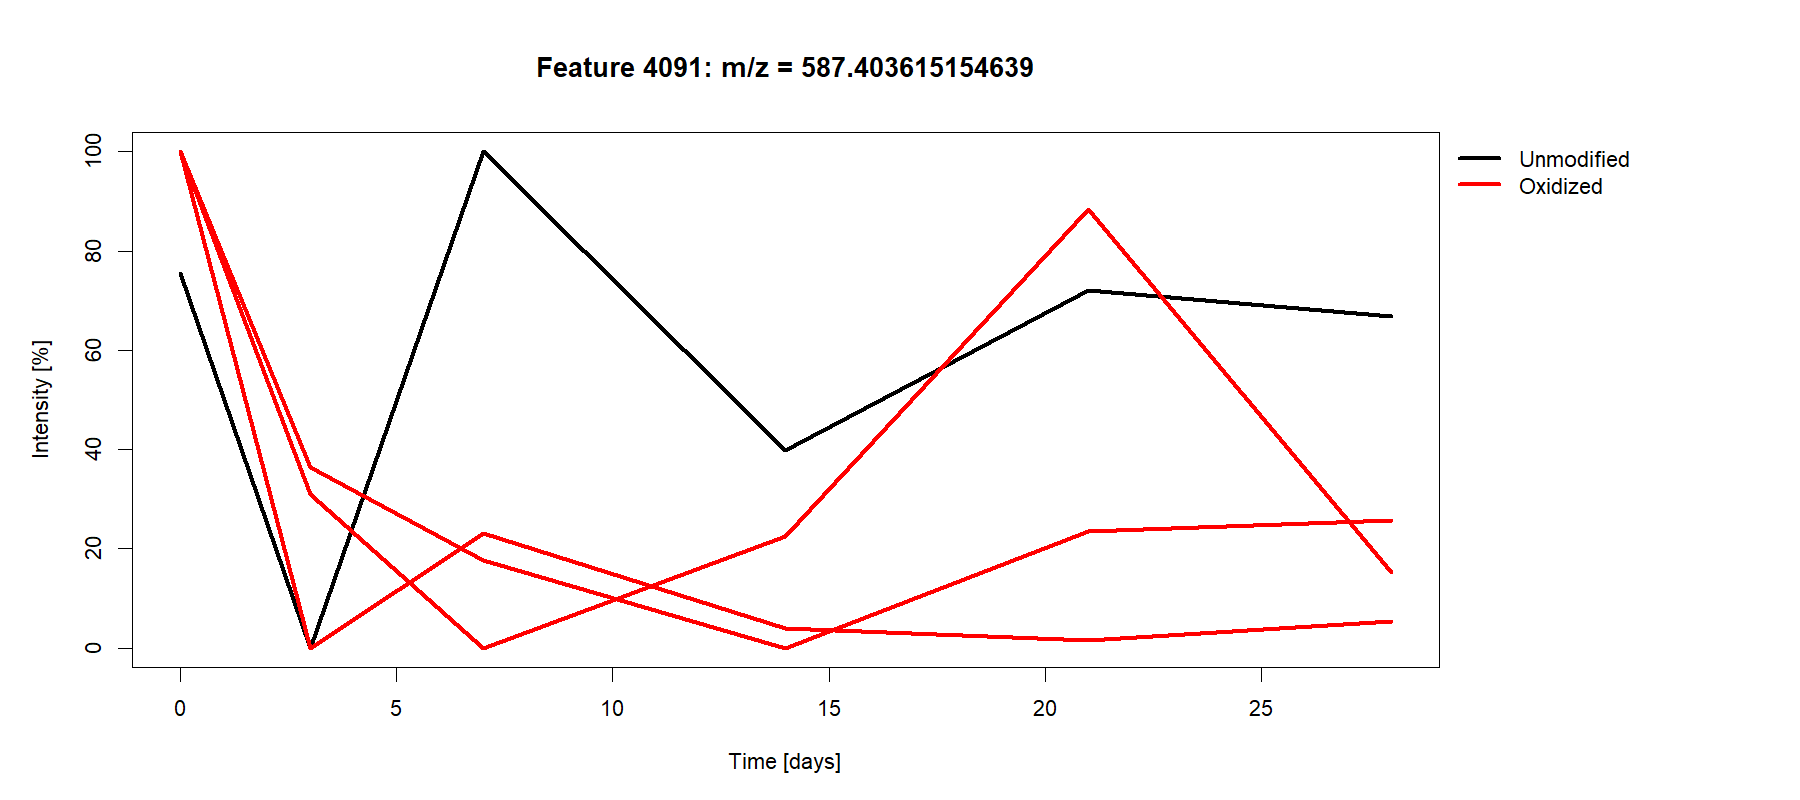 Feature 4091: m/z = 587.403615154639
Unmodified
Oxidized
Intensity [%]
100
80
60
40
20
0
0 5 10 15 20 25
Time [days]